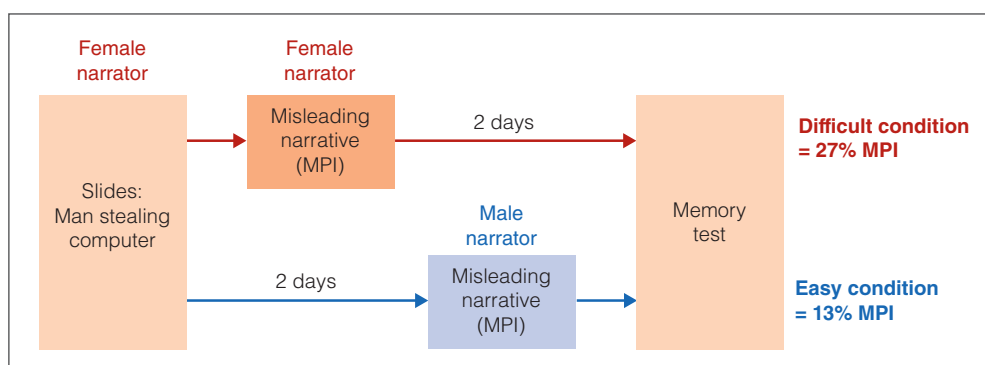 Female
narrator
Female
narrator
Slides:
Man stealing
computer
Misleading
narrative
(MPI)
2 days
Difficult condition
= 27% MPI
Memory
test
2 days
Male
narrator
Misleading
narrative
(MPI)
Easy condition
= 13% MPI